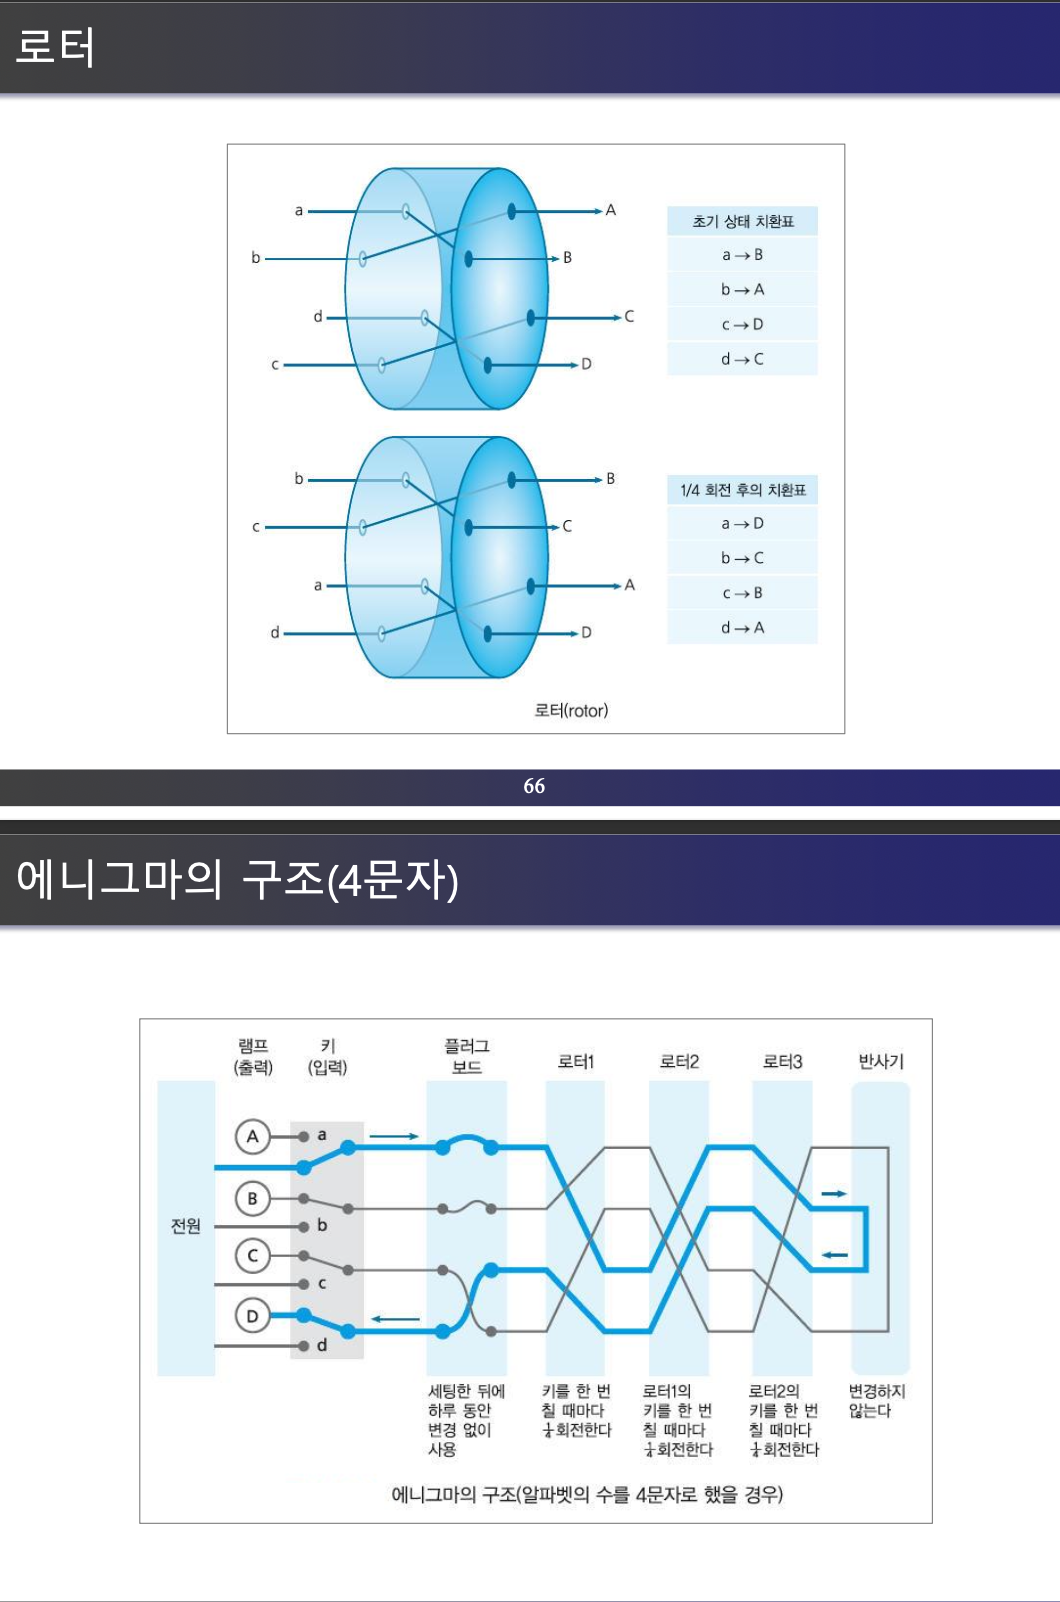 로터
a
A
b
B
d
C
c
D
초기 상태 치환표
a → B
b → A
c → D
d → C
b
B
c
C
a
A
d
D
1/4 회전 후의 치환표
a → D
b → C
c → B
d → A
로터(rotor)
66
에니그마의 구조(4문자)
램프
(출력)
키
(입력)
플러그
보드
로터1
로터2
로터3
반사기
전원
A
a
B
b
C
c
D
d
세팅한 뒤에
하루 동안
변경 없이
사용
키를 한 번
칠 때마다
¼회전한다
로터1의
키를 한 번
칠 때마다
¼회전한다
로터2의
키를 한 번
칠 때마다
¼회전한다
변경하지
않는다
에니그마의 구조(알파벳의 수를 4문자로 했을 경우)